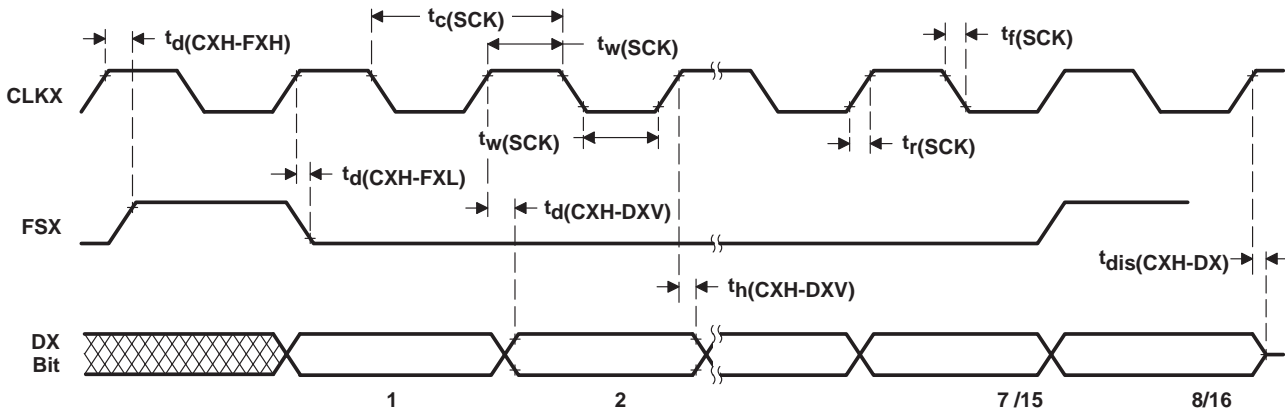 tc(SCK)
td(CXH-FXH)
tw(SCK)
tf(SCK)
CLKX
tw(SCK)
tr(SCK)
td(CXH-FXL)
td(CXH-DXV)
FSX
tdis(CXH-DX)
th(CXH-DXV)
DX
Bit
1 2 7 /15 8/16